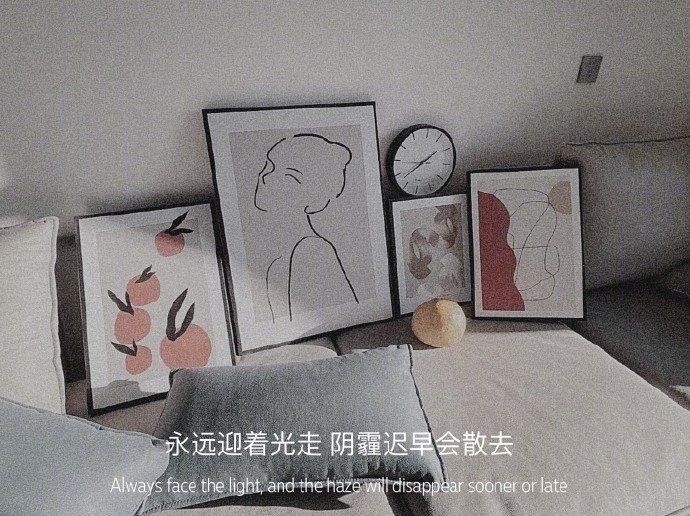 永远迎着光走 阴霾迟早会散去
Always face the light, and the haze will disappear sooner or late